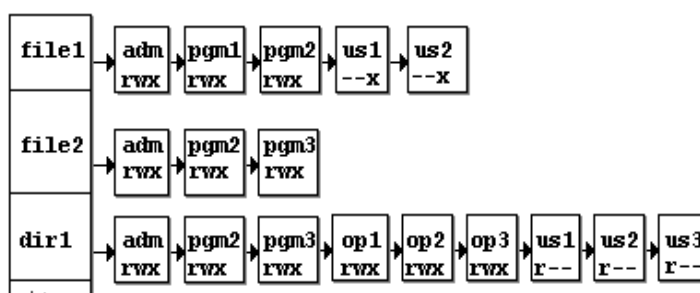 file1 adm pgm1 pgm2 us1 us2
rwx rwx rwx --x --x
file2 adm pgm2 pgm3
rwx rwx rwx
dir1 adm pgm2 pgm3 op1 op2 op3 us1 us2 us3
rwx rwx rwx rwx rwx rwx r-- r-- r--